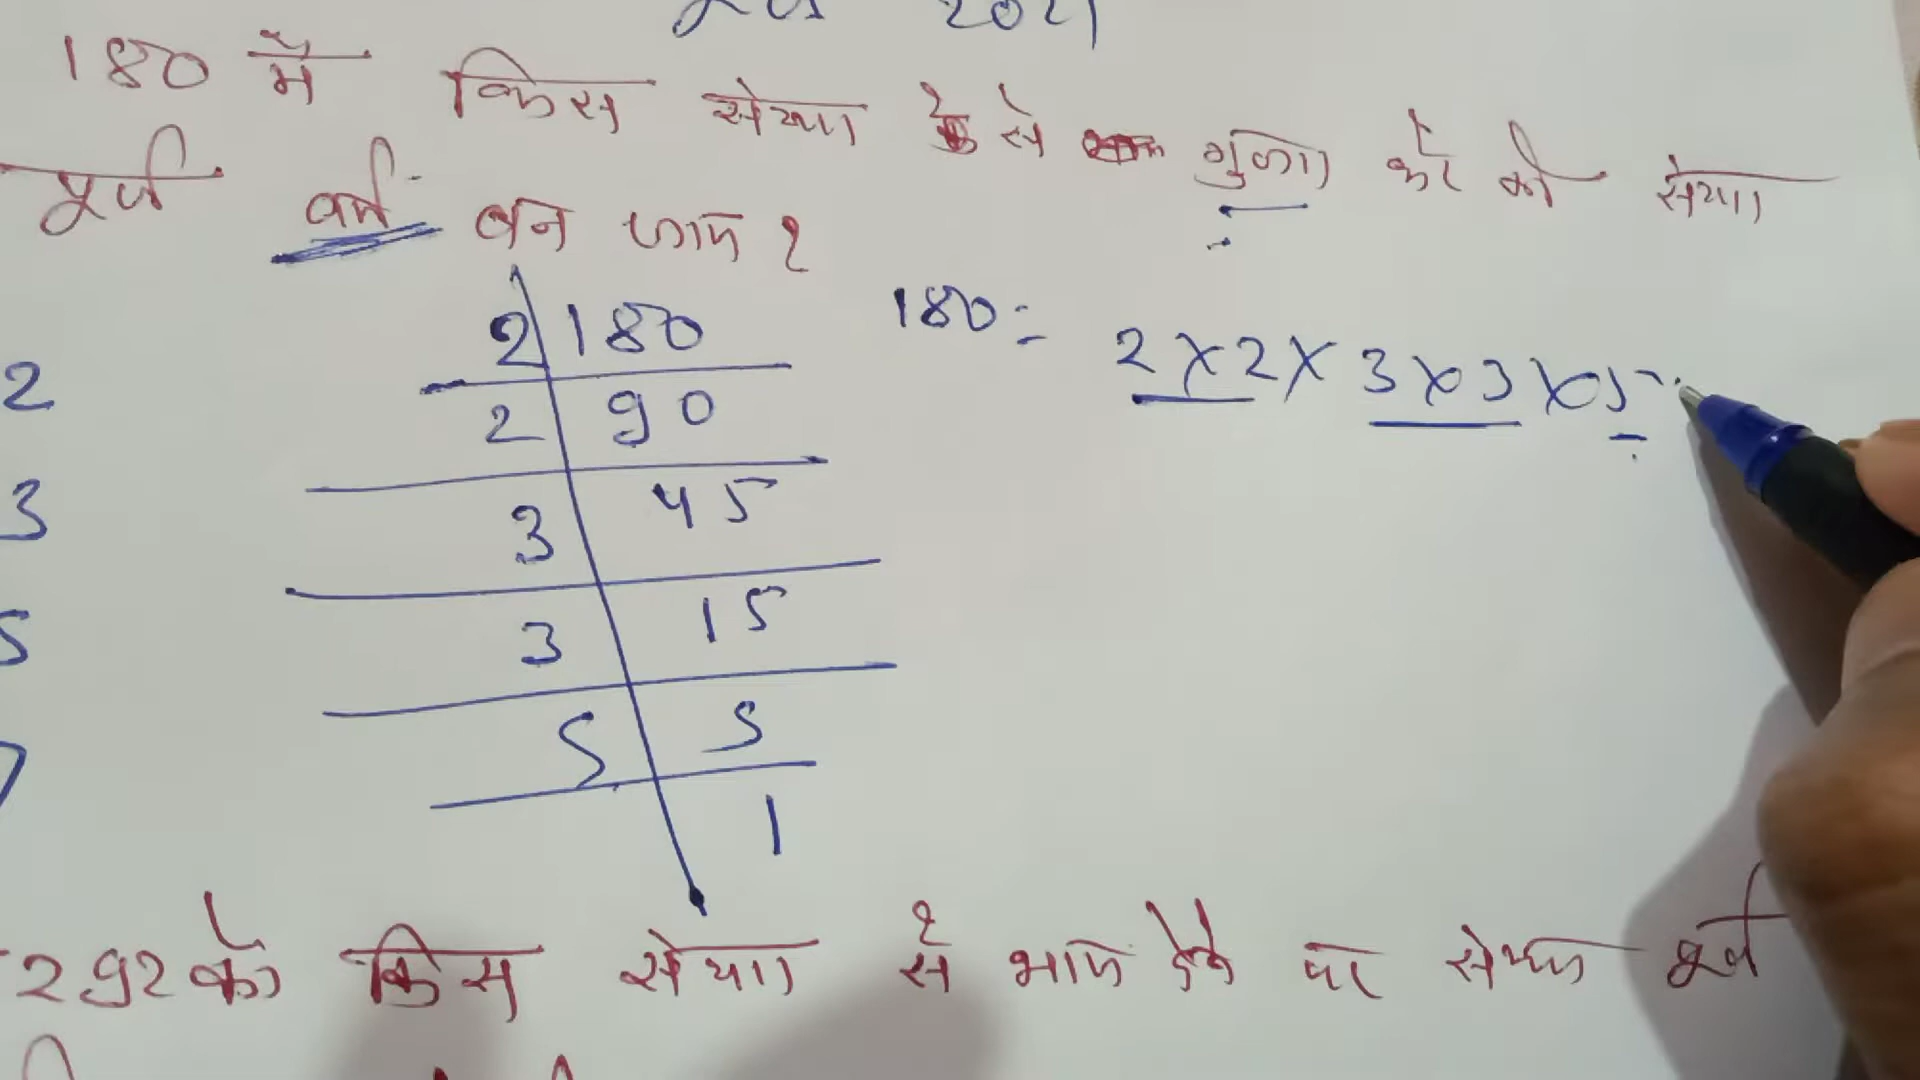 2021
180 में किस संख्या से गुणा करें की संख्या
पूर्ण वर्ग बन जाए ?
2 180
2 90
3 45
3 15
5 5
1
180 = 2 x 2 x 3 x 3 x 5
2
3
5
7
292 को किस संख्या से भाग देने पर संख्या पूर्ण